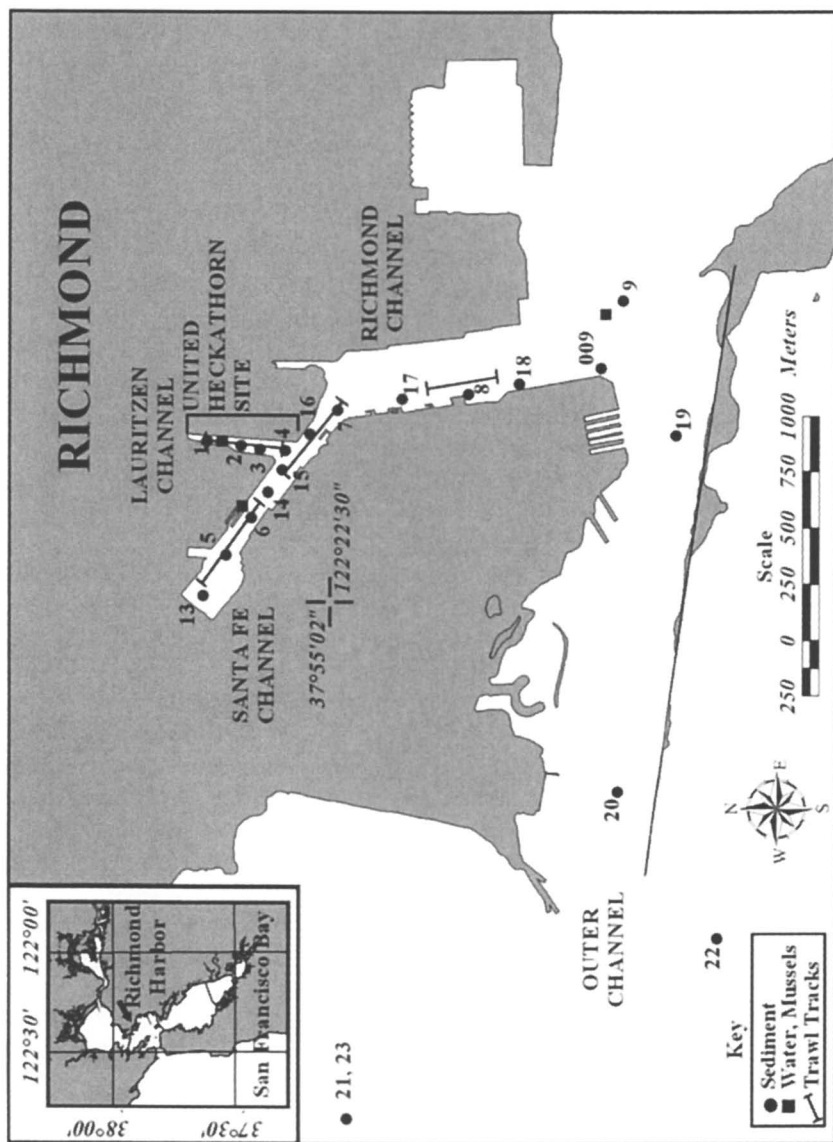 RICHMOND
LAURITZEN
CHANNEL
UNITED
HECKATHORN
SITE
RICHMOND
CHANNEL
SANTA FE
CHANNEL
37°55'02"
122°22'30"
OUTER
CHANNEL
1
2
3
4
5
6
7
8
9
13
14
15
16
17
18
009
19
20
22
21, 23
122°30'
122°00'
38°00'
37°30'
Richmond
Harbor
San Francisco Bay
N
E
S
W
Scale
250 0 250 500 750 1000 Meters
Key
Sediment
Water, Mussels
Trawl Tracks